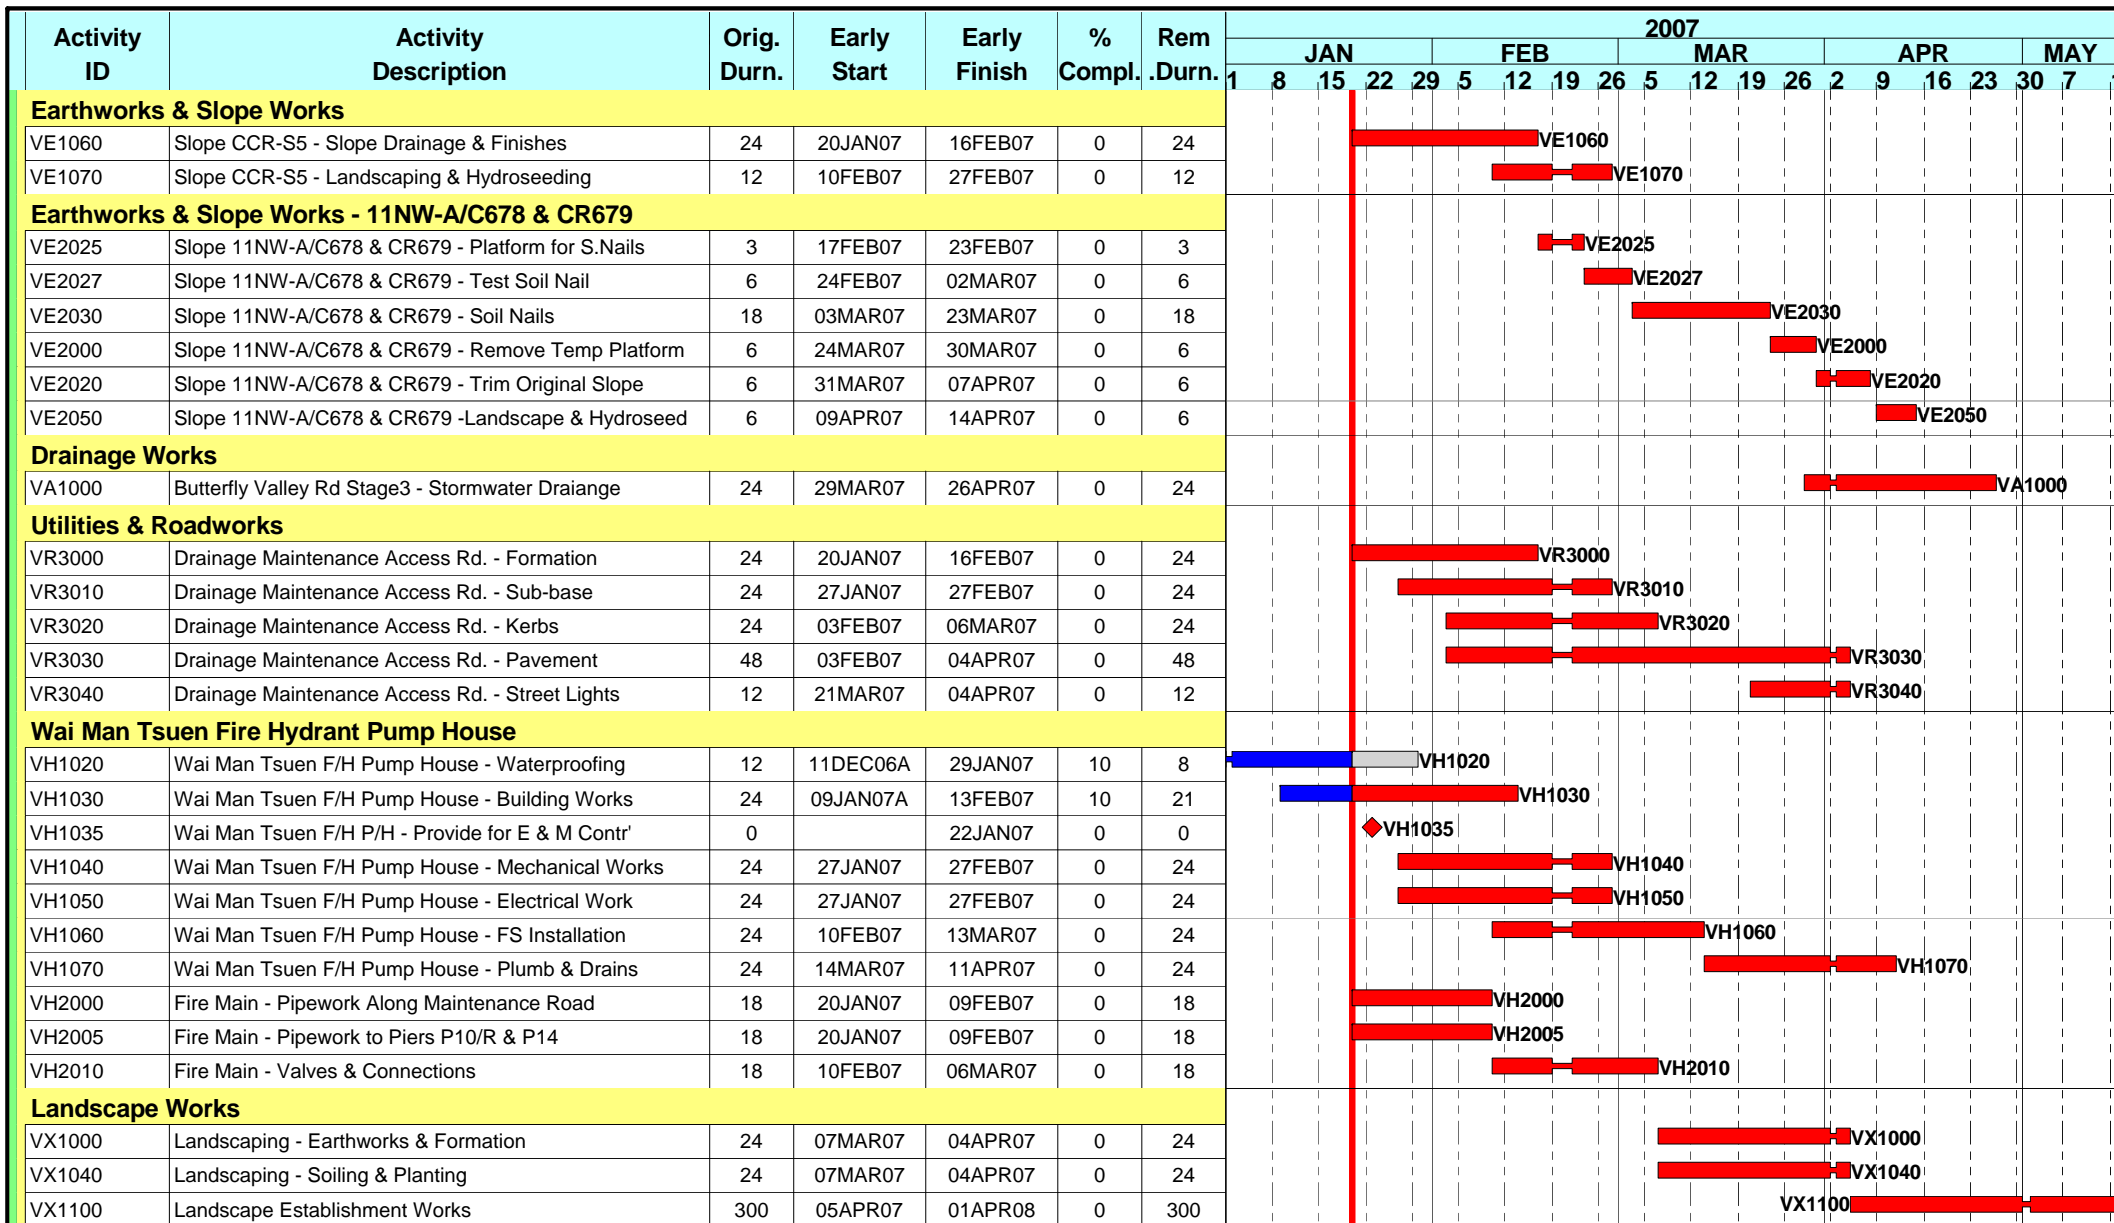 Activity ID Activity Description Orig. Durn. Early Start Early Finish % Compl. Rem .Durn. 2007
JAN FEB MAR APR MAY
1 8 15 22 29 5 12 19 26 5 12 19 26 2 9 16 23 30 7
Earthworks & Slope Works
VE1060 Slope CCR-S5 - Slope Drainage & Finishes 24 20JAN07 16FEB07 0 24 VE1060
VE1070 Slope CCR-S5 - Landscaping & Hydroseeding 12 10FEB07 27FEB07 0 12 VE1070
Earthworks & Slope Works - 11NW-A/C678 & CR679
VE2025 Slope 11NW-A/C678 & CR679 - Platform for S.Nails 3 17FEB07 23FEB07 0 3 VE2025
VE2027 Slope 11NW-A/C678 & CR679 - Test Soil Nail 6 24FEB07 02MAR07 0 6 VE2027
VE2030 Slope 11NW-A/C678 & CR679 - Soil Nails 18 03MAR07 23MAR07 0 18 VE2030
VE2000 Slope 11NW-A/C678 & CR679 - Remove Temp Platform 6 24MAR07 30MAR07 0 6 VE2000
VE2020 Slope 11NW-A/C678 & CR679 - Trim Original Slope 6 31MAR07 07APR07 0 6 VE2020
VE2050 Slope 11NW-A/C678 & CR679 -Landscape & Hydroseed 6 09APR07 14APR07 0 6 VE2050
Drainage Works
VA1000 Butterfly Valley Rd Stage3 - Stormwater Draiange 24 29MAR07 26APR07 0 24 VA1000
Utilities & Roadworks
VR3000 Drainage Maintenance Access Rd. - Formation 24 20JAN07 16FEB07 0 24 VR3000
VR3010 Drainage Maintenance Access Rd. - Sub-base 24 27JAN07 27FEB07 0 24 VR3010
VR3020 Drainage Maintenance Access Rd. - Kerbs 24 03FEB07 06MAR07 0 24 VR3020
VR3030 Drainage Maintenance Access Rd. - Pavement 48 03FEB07 04APR07 0 48 VR3030
VR3040 Drainage Maintenance Access Rd. - Street Lights 12 21MAR07 04APR07 0 12 VR3040
Wai Man Tsuen Fire Hydrant Pump House
VH1020 Wai Man Tsuen F/H Pump House - Waterproofing 12 11DEC06A 29JAN07 10 8 VH1020
VH1030 Wai Man Tsuen F/H Pump House - Building Works 24 09JAN07A 13FEB07 10 21 VH1030
VH1035 Wai Man Tsuen F/H P/H - Provide for E & M Contr' 0 22JAN07 0 0 VH1035
VH1040 Wai Man Tsuen F/H Pump House - Mechanical Works 24 27JAN07 27FEB07 0 24 VH1040
VH1050 Wai Man Tsuen F/H Pump House - Electrical Work 24 27JAN07 27FEB07 0 24 VH1050
VH1060 Wai Man Tsuen F/H Pump House - FS Installation 24 10FEB07 13MAR07 0 24 VH1060
VH1070 Wai Man Tsuen F/H Pump House - Plumb & Drains 24 14MAR07 11APR07 0 24 VH1070
VH2000 Fire Main - Pipework Along Maintenance Road 18 20JAN07 09FEB07 0 18 VH2000
VH2005 Fire Main - Pipework to Piers P10/R & P14 18 20JAN07 09FEB07 0 18 VH2005
VH2010 Fire Main - Valves & Connections 18 10FEB07 06MAR07 0 18 VH2010
Landscape Works
VX1000 Landscaping - Earthworks & Formation 24 07MAR07 04APR07 0 24 VX1000
VX1040 Landscaping - Soiling & Planting 24 07MAR07 04APR07 0 24 VX1040
VX1100 Landscape Establishment Works 300 05APR07 01APR08 0 300 VX1100